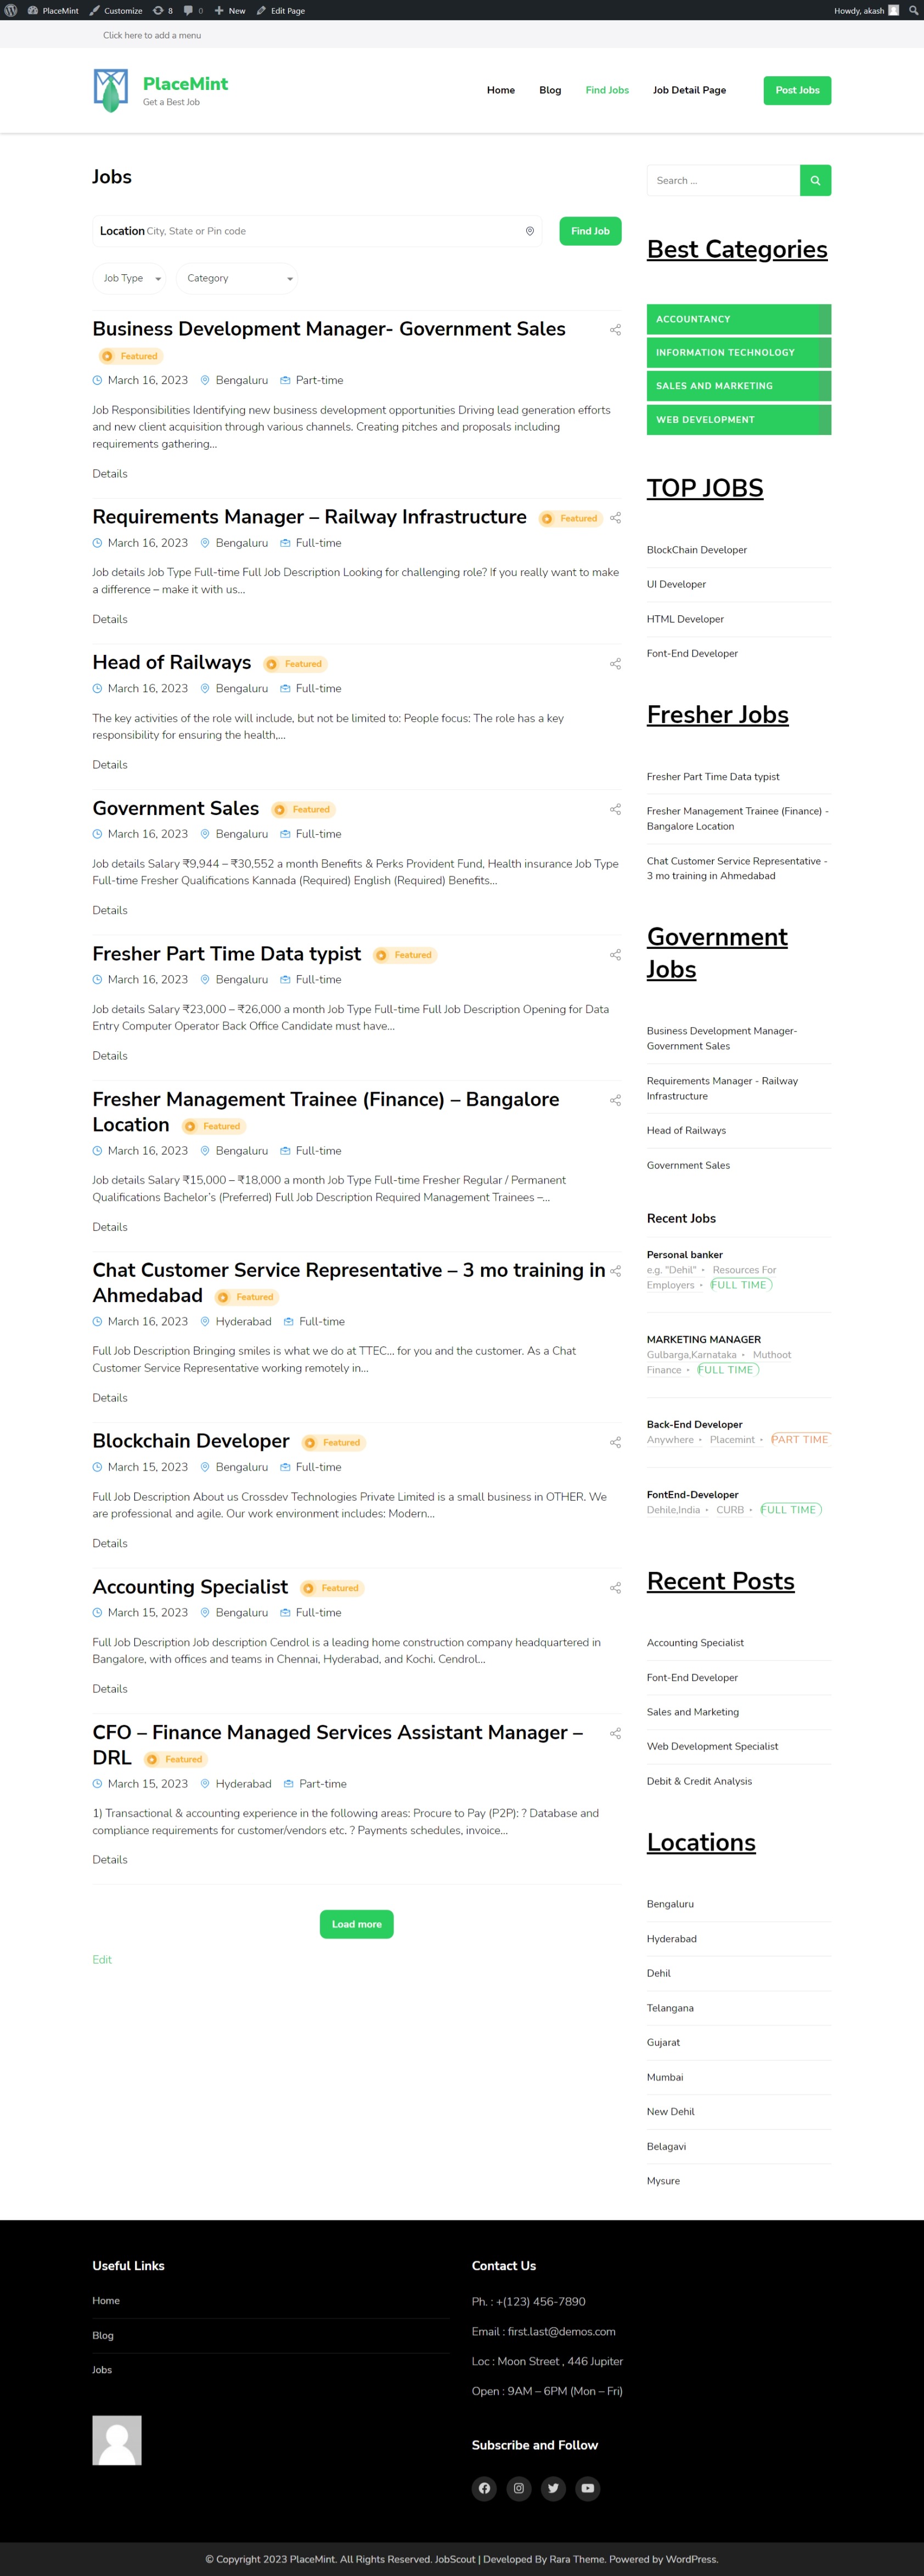 PlaceMint Customize 8 0 New Edit Page Howdy, akash
Click here to add a menu
PlaceMint
Get a Best Job
Home Blog Find Jobs Job Detail Page Post Jobs
Jobs
Location City, State or Pin code Find Job
Job Type Category
Business Development Manager- Government Sales
Featured
March 16, 2023 Bengaluru Part-time
Job Responsibilities Identifying new business development opportunities Driving lead generation efforts
and new client acquisition through various channels. Creating pitches and proposals including
requirements gathering...
Details
Requirements Manager – Railway Infrastructure Featured
March 16, 2023 Bengaluru Full-time
Job details Job Type Full-time Full Job Description Looking for challenging role? If you really want to make
a difference – make it with us...
Details
Head of Railways Featured
March 16, 2023 Bengaluru Full-time
The key activities of the role will include, but not be limited to: People focus: The role has a key
responsibility for ensuring the health,...
Details
Government Sales Featured
March 16, 2023 Bengaluru Full-time
Job details Salary ₹9,944 – ₹30,552 a month Benefits & Perks Provident Fund, Health insurance Job Type
Full-time Fresher Qualifications Kannada (Required) English (Required) Benefits...
Details
Fresher Part Time Data typist Featured
March 16, 2023 Bengaluru Full-time
Job details Salary ₹23,000 – ₹26,000 a month Job Type Full-time Full Job Description Opening for Data
Entry Computer Operator Back Office Candidate must have...
Details
Fresher Management Trainee (Finance) – Bangalore
Location Featured
March 16, 2023 Bengaluru Full-time
Job details Salary ₹15,000 – ₹18,000 a month Job Type Full-time Fresher Regular / Permanent
Qualifications Bachelor's (Preferred) Full Job Description Required Management Trainees –...
Details
Chat Customer Service Representative – 3 mo training in
Ahmedabad Featured
March 16, 2023 Hyderabad Full-time
Full Job Description Bringing smiles is what we do at TTEC... for you and the customer. As a Chat
Customer Service Representative working remotely in...
Details
Blockchain Developer Featured
March 15, 2023 Bengaluru Full-time
Full Job Description About us Crossdev Technologies Private Limited is a small business in OTHER. We
are professional and agile. Our work environment includes: Modern...
Details
Accounting Specialist Featured
March 15, 2023 Bengaluru Full-time
Full Job Description Job description Cendrol is a leading home construction company headquartered in
Bangalore, with offices and teams in Chennai, Hyderabad, and Kochi. Cendrol...
Details
CFO – Finance Managed Services Assistant Manager –
DRL Featured
March 15, 2023 Hyderabad Part-time
1) Transactional & accounting experience in the following areas: Procure to Pay (P2P): ? Database and
compliance requirements for customer/vendors etc. ? Payments schedules, invoice...
Details
Load more
Edit
Search ...
Best Categories
ACCOUNTANCY
INFORMATION TECHNOLOGY
SALES AND MARKETING
WEB DEVELOPMENT
TOP JOBS
BlockChain Developer
UI Developer
HTML Developer
Font-End Developer
Fresher Jobs
Fresher Part Time Data typist
Fresher Management Trainee (Finance) -
Bangalore Location
Chat Customer Service Representative -
3 mo training in Ahmedabad
Government
Jobs
Business Development Manager-
Government Sales
Requirements Manager - Railway
Infrastructure
Head of Railways
Government Sales
Recent Jobs
Personal banker
e.g. "Dehil" • Resources For
Employers • FULL TIME
MARKETING MANAGER
Gulbarga,Karnataka • Muthoot
Finance • FULL TIME
Back-End Developer
Anywhere • Placemint • PART TIME
FontEnd-Developer
Dehile,India • CURB • FULL TIME
Recent Posts
Accounting Specialist
Font-End Developer
Sales and Marketing
Web Development Specialist
Debit & Credit Analysis
Locations
Bengaluru
Hyderabad
Dehil
Telangana
Gujarat
Mumbai
New Dehil
Belagavi
Mysure
Useful Links
Home
Blog
Jobs
Contact Us
Ph. : +(123) 456-7890
Email : first.last@demos.com
Loc : Moon Street , 446 Jupiter
Open : 9AM – 6PM (Mon – Fri)
Subscribe and Follow
© Copyright 2023 PlaceMint. All Rights Reserved. JobScout | Developed By Rara Theme. Powered by WordPress.